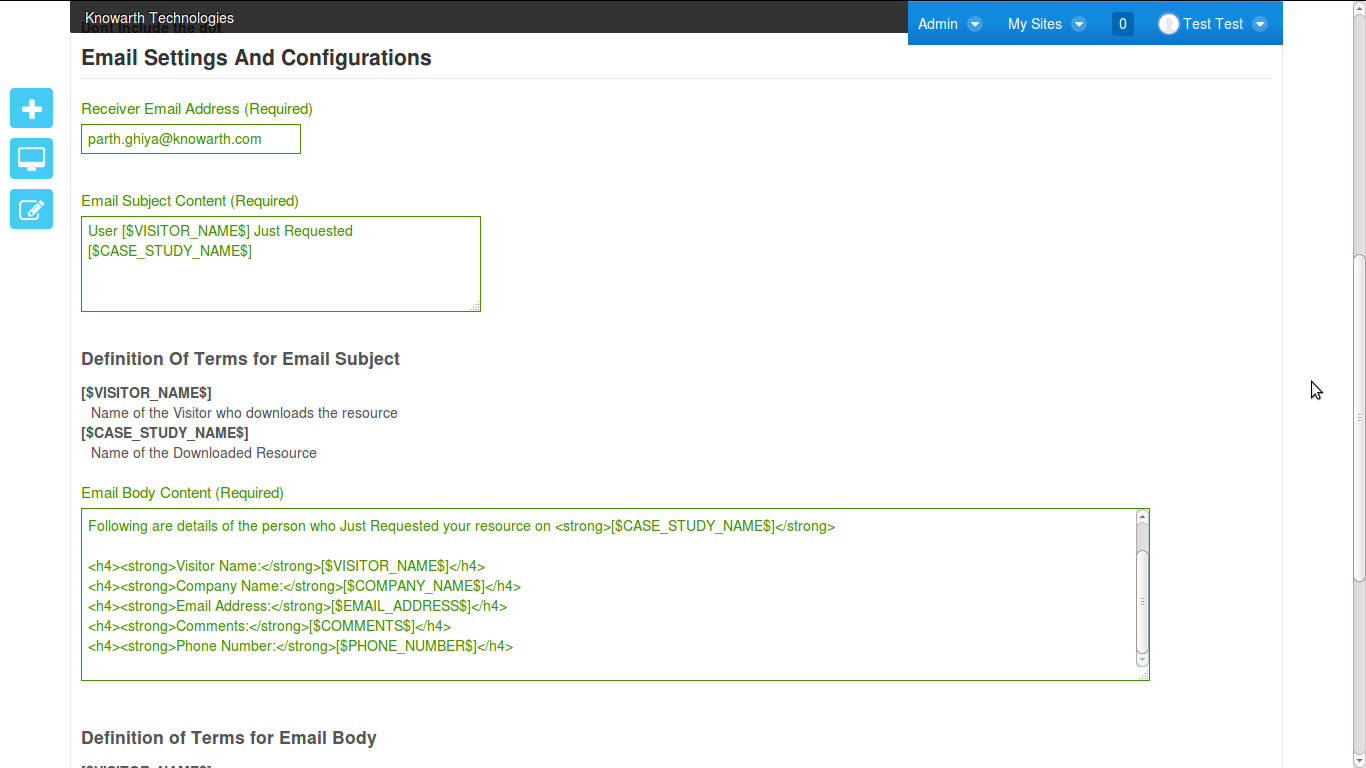 Knowarth Technologies
Admin
My Sites
0
Test Test
Dont include the dot
Email Settings And Configurations
Receiver Email Address (Required)
parth.ghiya@knowarth.com
Email Subject Content (Required)
User [$VISITOR_NAME$] Just Requested
[$CASE_STUDY_NAME$]
Definition Of Terms for Email Subject
[$VISITOR_NAME$]
Name of the Visitor who downloads the resource
[$CASE_STUDY_NAME$]
Name of the Downloaded Resource
Email Body Content (Required)
Following are details of the person who Just Requested your resource on <strong>[$CASE_STUDY_NAME$]</strong>
<h4><strong>Visitor Name:</strong>[$VISITOR_NAME$]</h4>
<h4><strong>Company Name:</strong>[$COMPANY_NAME$]</h4>
<h4><strong>Email Address:</strong>[$EMAIL_ADDRESS$]</h4>
<h4><strong>Comments:</strong>[$COMMENTS$]</h4>
<h4><strong>Phone Number:</strong>[$PHONE_NUMBER$]</h4>
Definition of Terms for Email Body
[$VISITOR_NAME$]